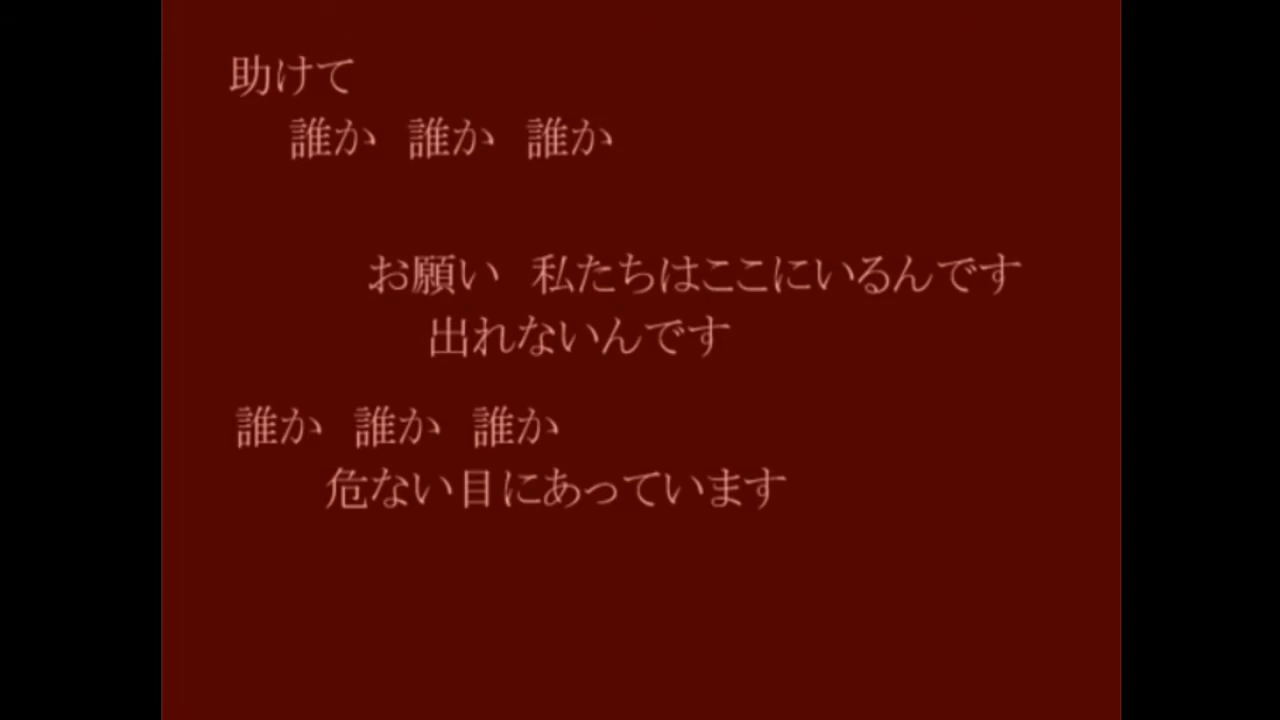 助けて
誰か　誰か　誰か
お願い　私たちはここにいるんです
出れないんです
誰か　誰か　誰か
危ない目にあっています